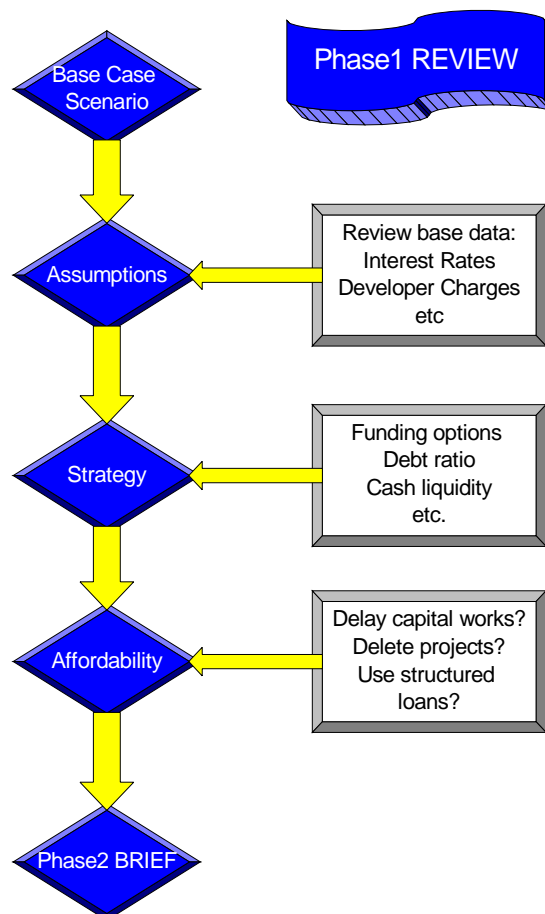 Phase1 REVIEW
Base Case
Scenario
Assumptions
Review base data:
Interest Rates
Developer Charges
etc
Strategy
Funding options
Debt ratio
Cash liquidity
etc.
Affordability
Delay capital works?
Delete projects?
Use structured
loans?
Phase2 BRIEF